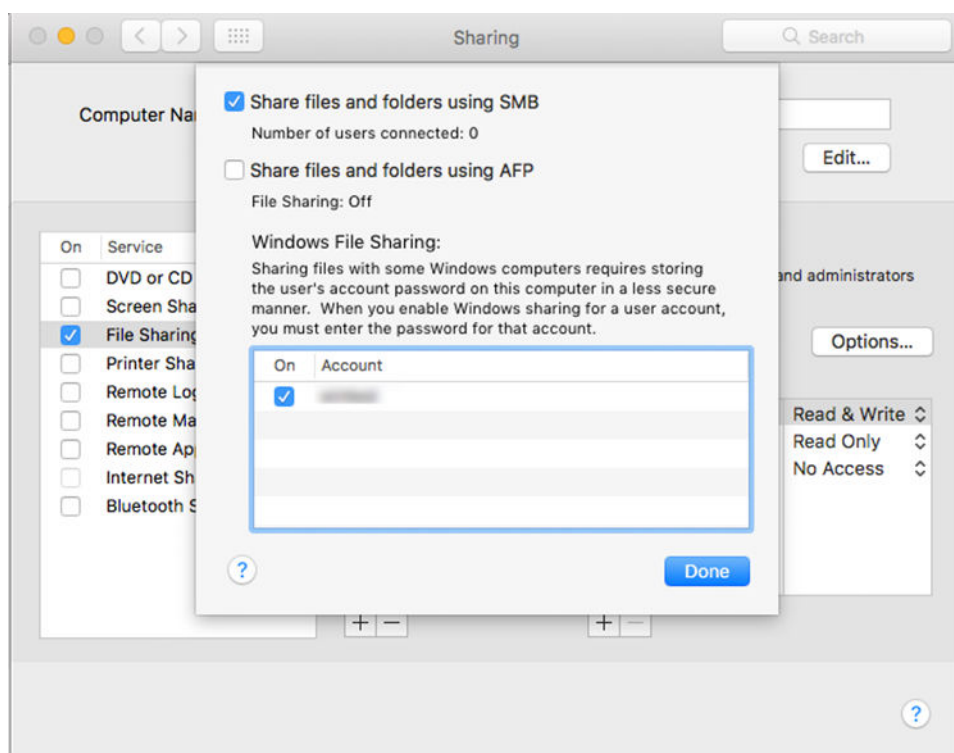 Sharing
Search
Computer Na
Edit...
Share files and folders using SMB
Number of users connected: 0
Share files and folders using AFP
File Sharing: Off
Windows File Sharing:
Sharing files with some Windows computers requires storing
the user's account password on this computer in a less secure
manner. When you enable Windows sharing for a user account,
you must enter the password for that account.
On Account
Done
On Service
DVD or CD
Screen Sha
File Sharing
Printer Sha
Remote Log
Remote Ma
Remote Ap
Internet Sh
Bluetooth S
and administrators
Options...
Read & Write
Read Only
No Access
+ −
+ −
?
?